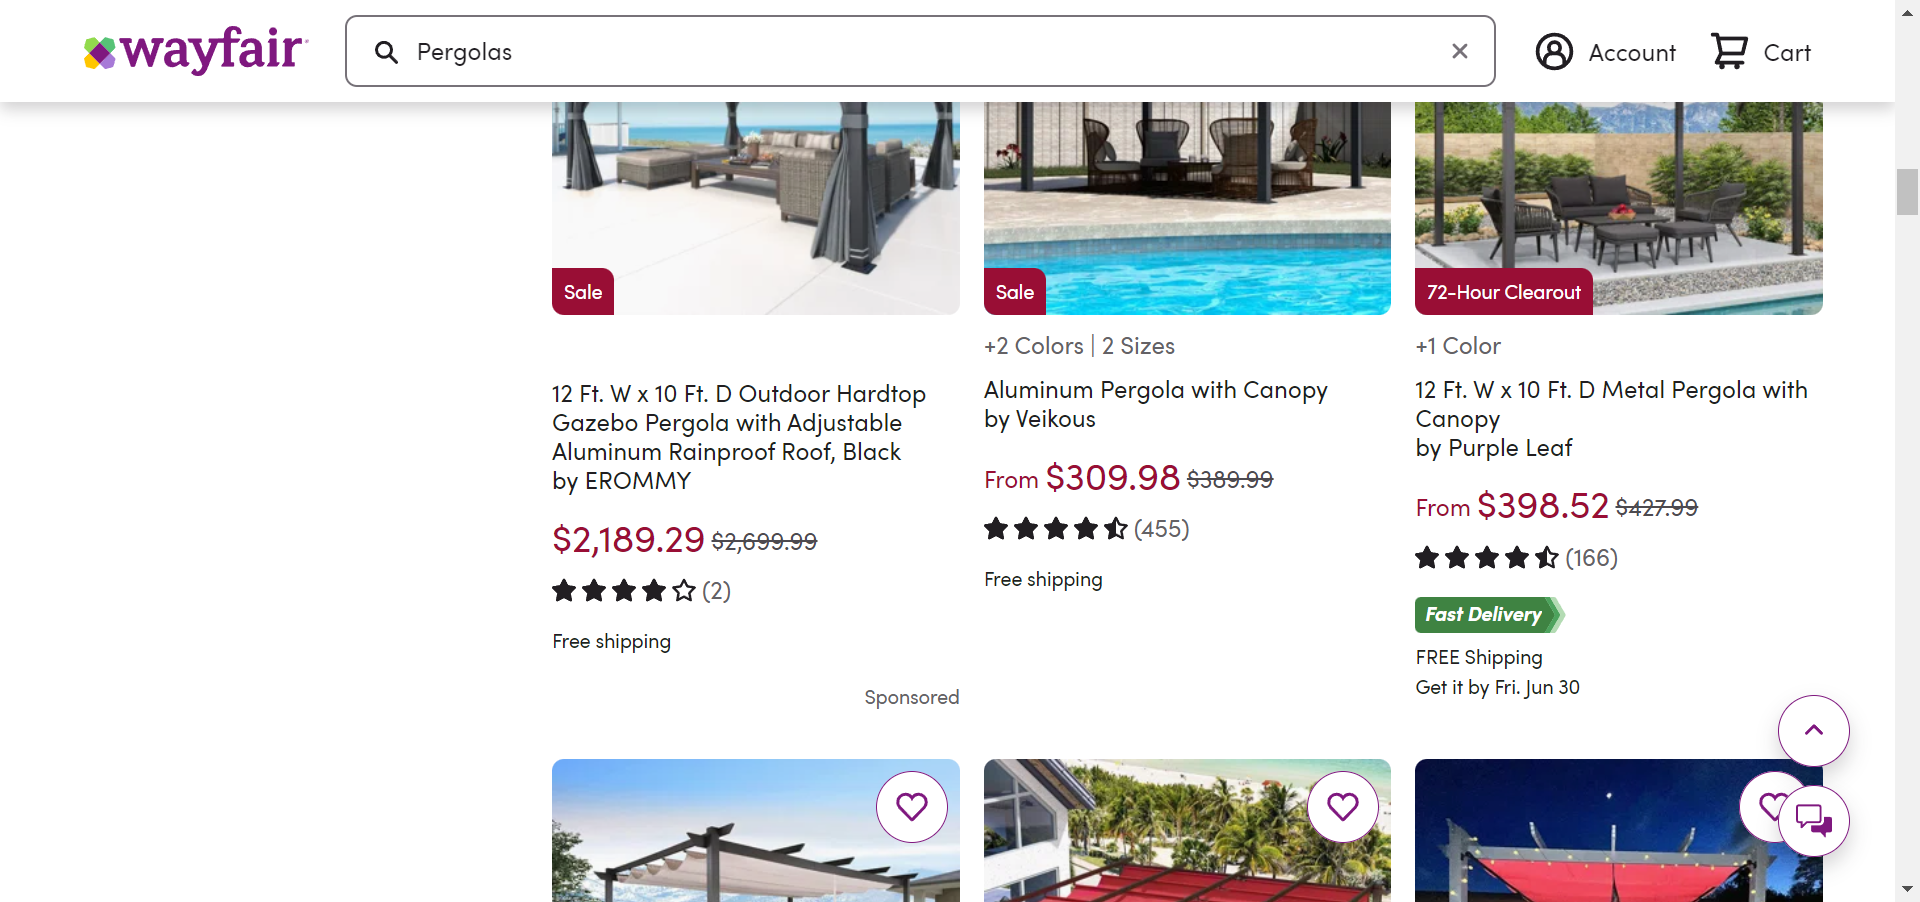 wayfair
Pergolas
Account
Cart
Sale
12 Ft. W x 10 Ft. D Outdoor Hardtop
Gazebo Pergola with Adjustable
Aluminum Rainproof Roof, Black
by EROMMY
$2,189.29 $2,699.99
(2)
Free shipping
Sponsored
Sale
+2 Colors | 2 Sizes
Aluminum Pergola with Canopy
by Veikous
From $309.98 $389.99
(455)
Free shipping
72-Hour Clearout
+1 Color
12 Ft. W x 10 Ft. D Metal Pergola with
Canopy
by Purple Leaf
From $398.52 $427.99
(166)
Fast Delivery
FREE Shipping
Get it by Fri. Jun 30